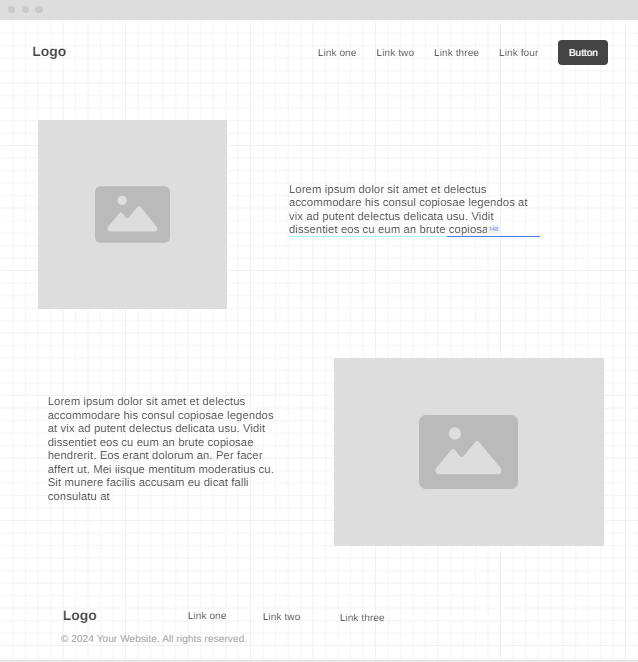 Logo
Link one Link two Link three Link four Button
Lorem ipsum dolor sit amet et delectus
accommodare his consul copiosae legendos at
vix ad putent delectus delicata usu. Vidit
dissentiet eos cu eum an brute copiosa 148
Lorem ipsum dolor sit amet et delectus
accommodare his consul copiosae legendos
at vix ad putent delectus delicata usu. Vidit
dissentiet eos cu eum an brute copiosae
hendrerit. Eos erant dolorum an. Per facer
affert ut. Mei iisque mentitum moderatius cu.
Sit munere facilis accusam eu dicat falli
consulatu at
Logo
Link one Link two Link three
© 2024 Your Website. All rights reserved.